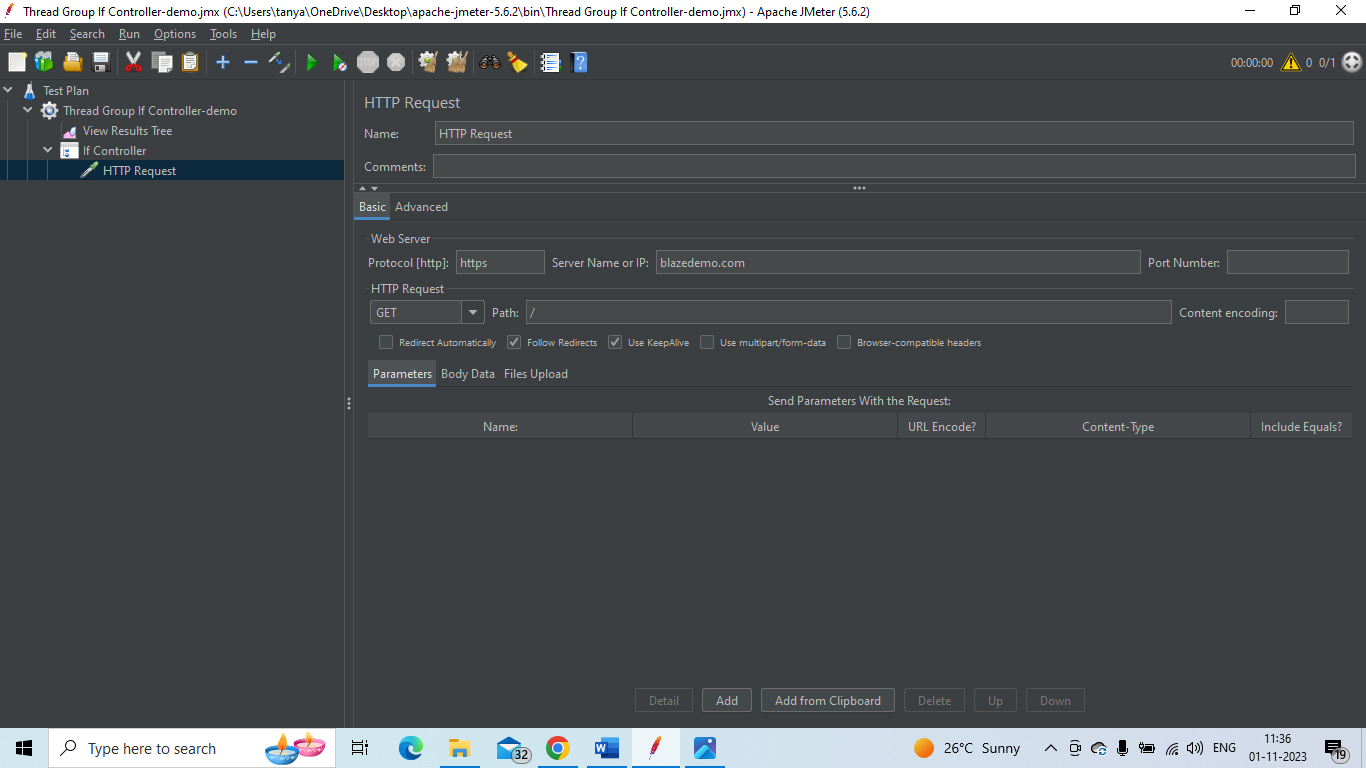 Thread Group If Controller-demo.jmx (C:\Users\tanya\OneDrive\Desktop\apache-jmeter-5.6.2\bin\Thread Group If Controller-demo.jmx) - Apache JMeter (5.6.2)
File Edit Search Run Options Tools Help
STOP 00:00:00 0 0/1
Test Plan
Thread Group If Controller-demo
View Results Tree
If Controller
HTTP Request
HTTP Request
Name: HTTP Request
Comments:
Basic Advanced
Web Server
Protocol [http]: https Server Name or IP: blazedemo.com Port Number:
HTTP Request
GET Path: / Content encoding:
Redirect Automatically Follow Redirects Use KeepAlive Use multipart/form-data Browser-compatible headers
Parameters Body Data Files Upload
Send Parameters With the Request:
Name: Value URL Encode? Content-Type Include Equals?
Detail Add Add from Clipboard Delete Up Down
Type here to search 32 26°C Sunny ENG 11:36 19
01-11-2023